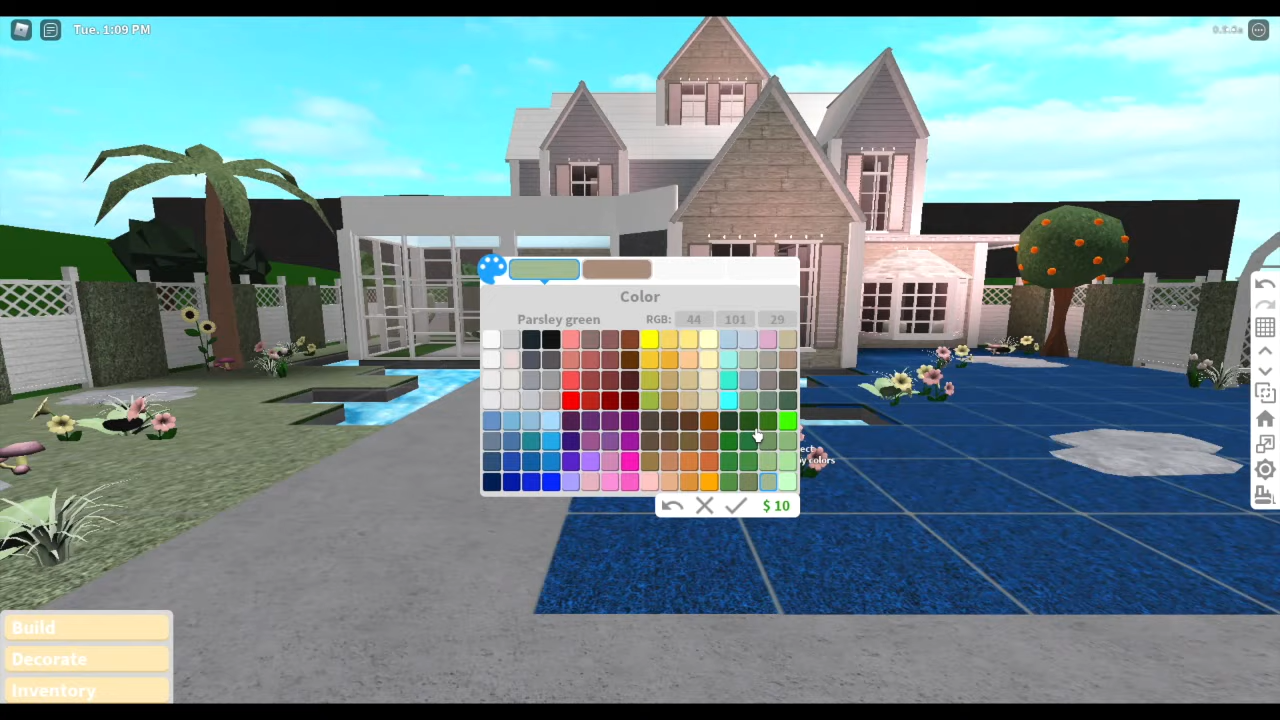 Tue. 1:09 PM
Color
Parsley green
RGB: 44 101 29
$ 10
Build
Decorate
Inventory